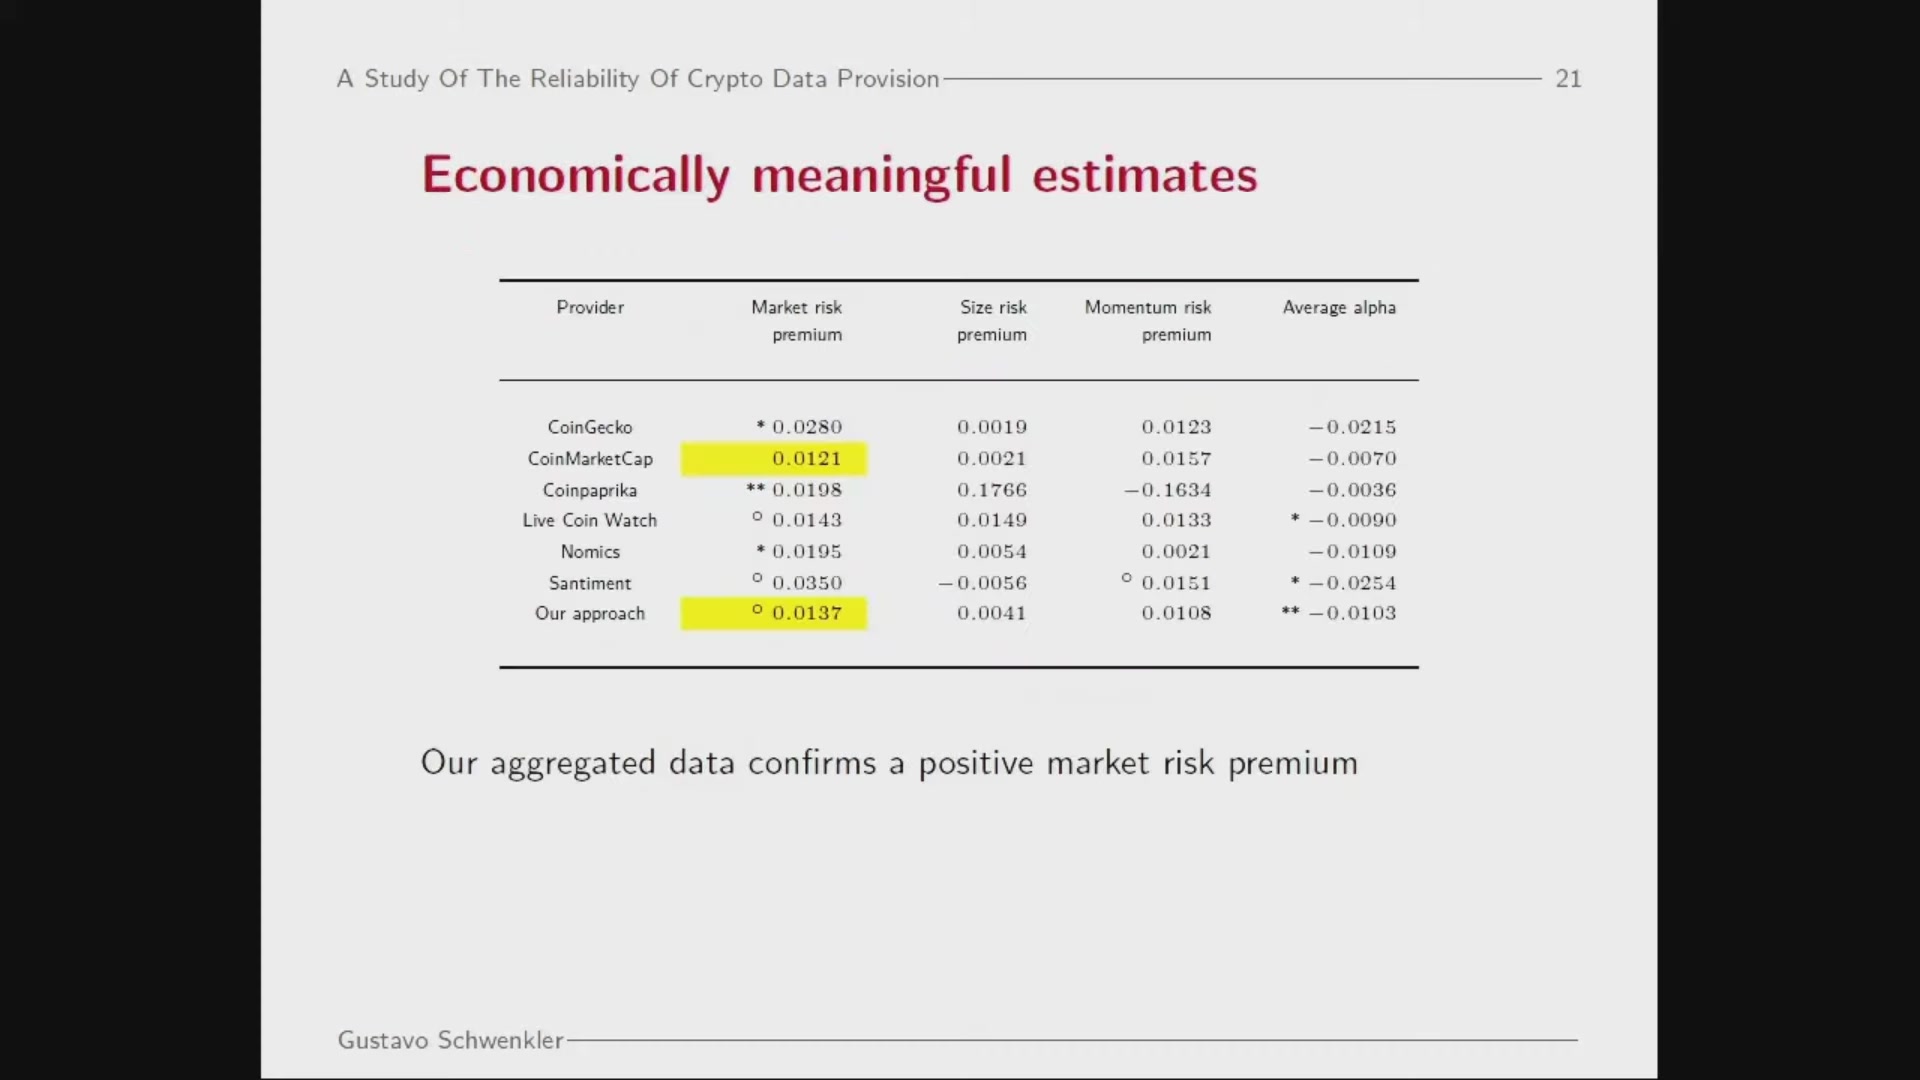 A Study Of The Reliability Of Crypto Data Provision 21
Economically meaningful estimates
Provider Market risk premium Size risk premium Momentum risk premium Average alpha
CoinGecko * 0.0280 0.0019 0.0123 −0.0215
CoinMarketCap 0.0121 0.0021 0.0157 −0.0070
Coinpaprika ** 0.0198 0.1766 −0.1634 −0.0036
Live Coin Watch ° 0.0143 0.0149 0.0133 * −0.0090
Nomics * 0.0195 0.0054 0.0021 −0.0109
Santiment ° 0.0350 −0.0056 ° 0.0151 * −0.0254
Our approach ° 0.0137 0.0041 0.0108 ** −0.0103
Our aggregated data confirms a positive market risk premium
Gustavo Schwenkler